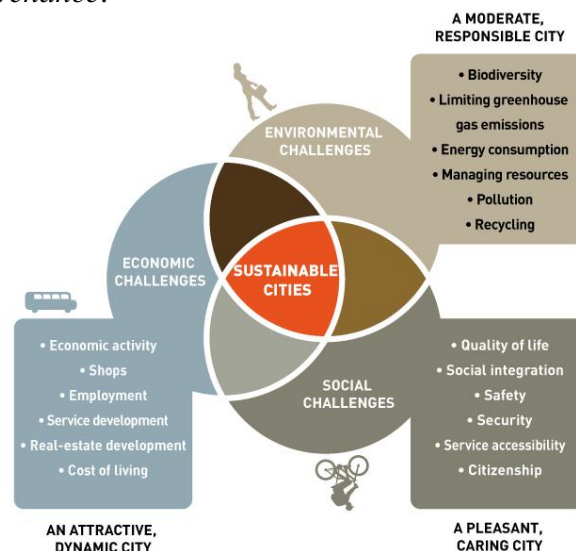 A MODERATE,
RESPONSIBLE CITY
• Biodiversity
• Limiting greenhouse
gas emissions
• Energy consumption
• Managing resources
• Pollution
• Recycling
ENVIRONMENTAL
CHALLENGES
ECONOMIC
CHALLENGES
SUSTAINABLE
CITIES
SOCIAL
CHALLENGES
• Economic activity
• Shops
• Employment
• Service development
• Real-estate development
• Cost of living
AN ATTRACTIVE,
DYNAMIC CITY
• Quality of life
• Social integration
• Safety
• Security
• Service accessibility
• Citizenship
A PLEASANT,
CARING CITY